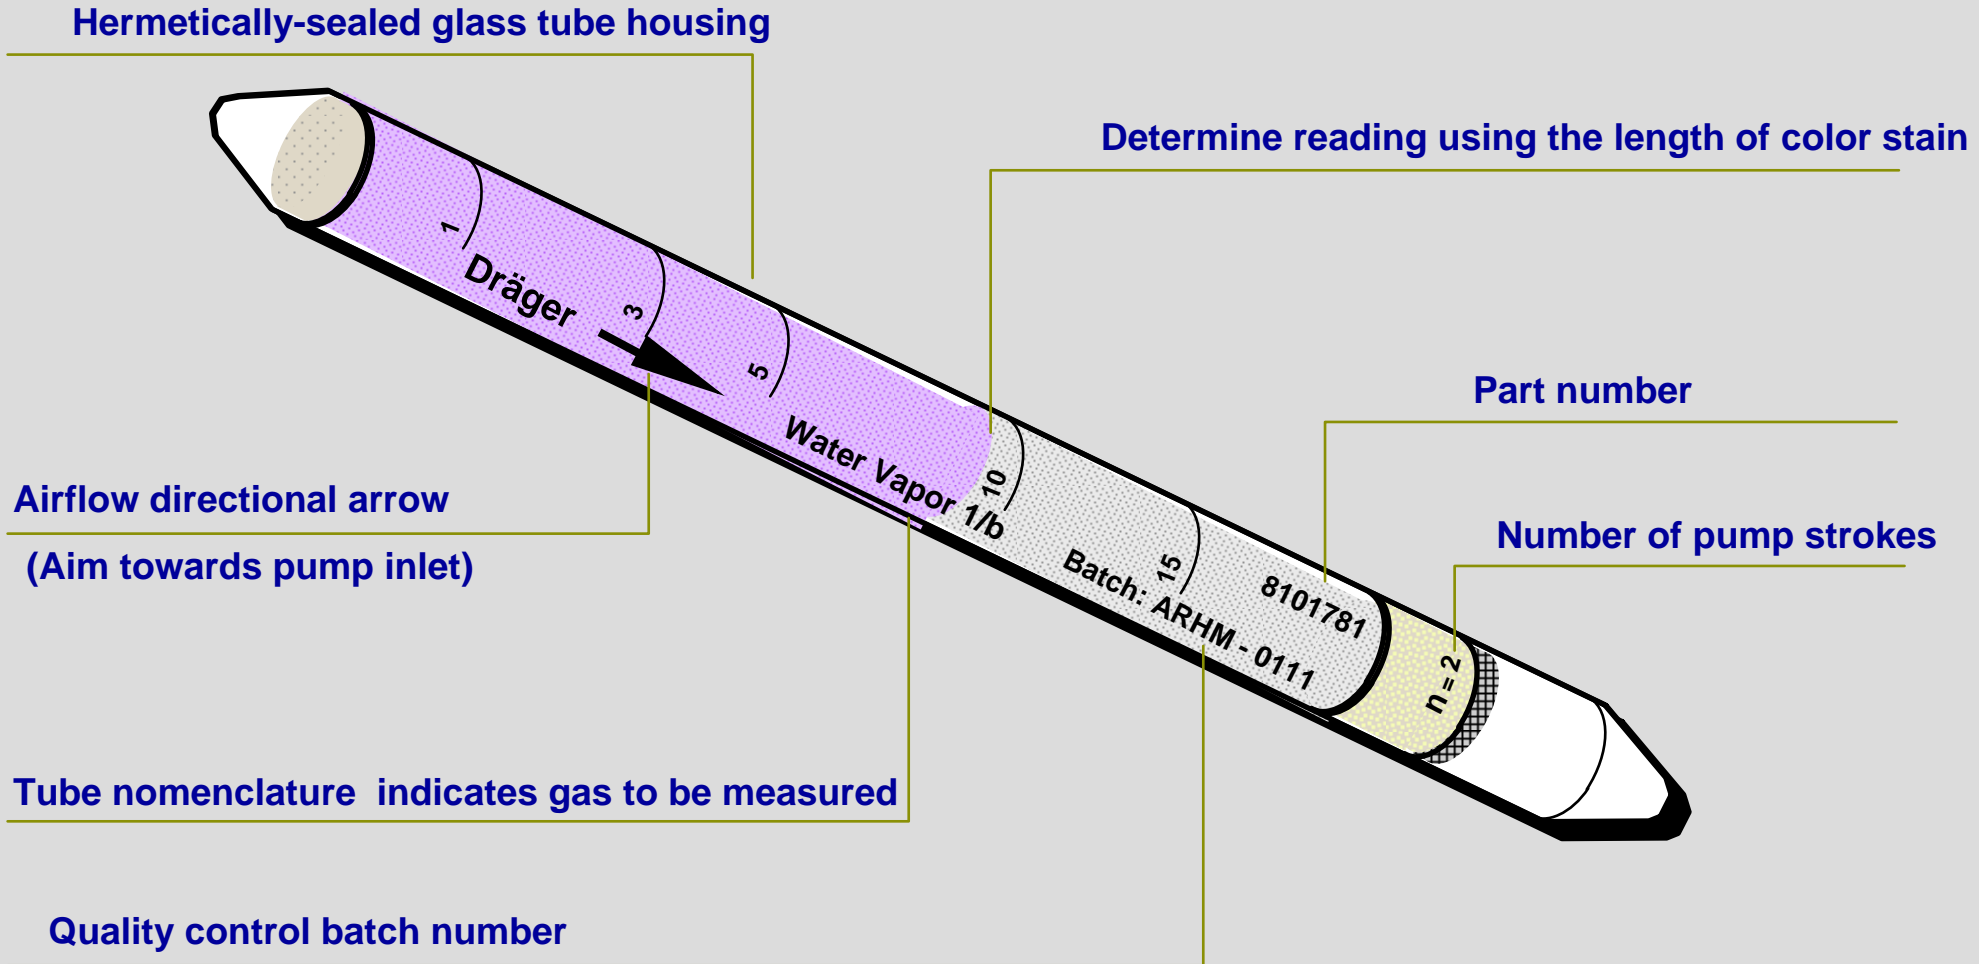 Hermetically-sealed glass tube housing
Determine reading using the length of color stain
1
Dräger
3
5
Water Vapor 1/b
10
Part number
Airflow directional arrow
(Aim towards pump inlet)
Number of pump strokes
15
Batch: ARHM - 0111
8101781
n = 2
Tube nomenclature indicates gas to be measured
Quality control batch number